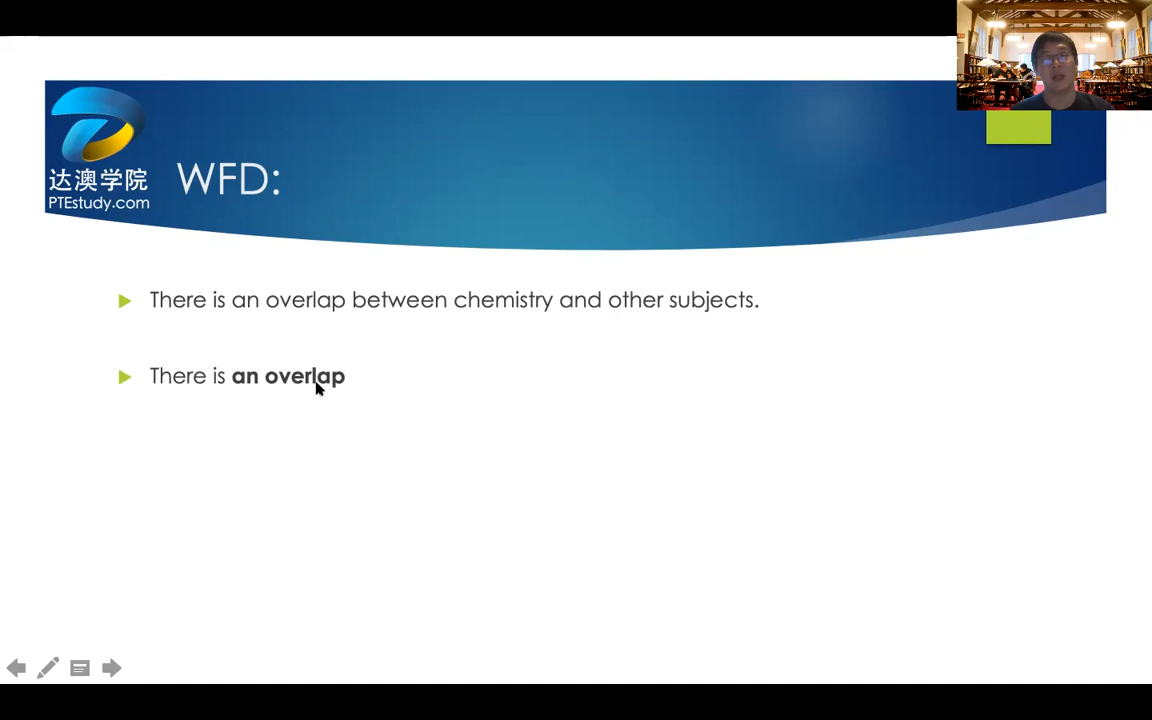 达澳学院
PTEstudy.com
WFD:
There is an overlap between chemistry and other subjects.
There is an overlap